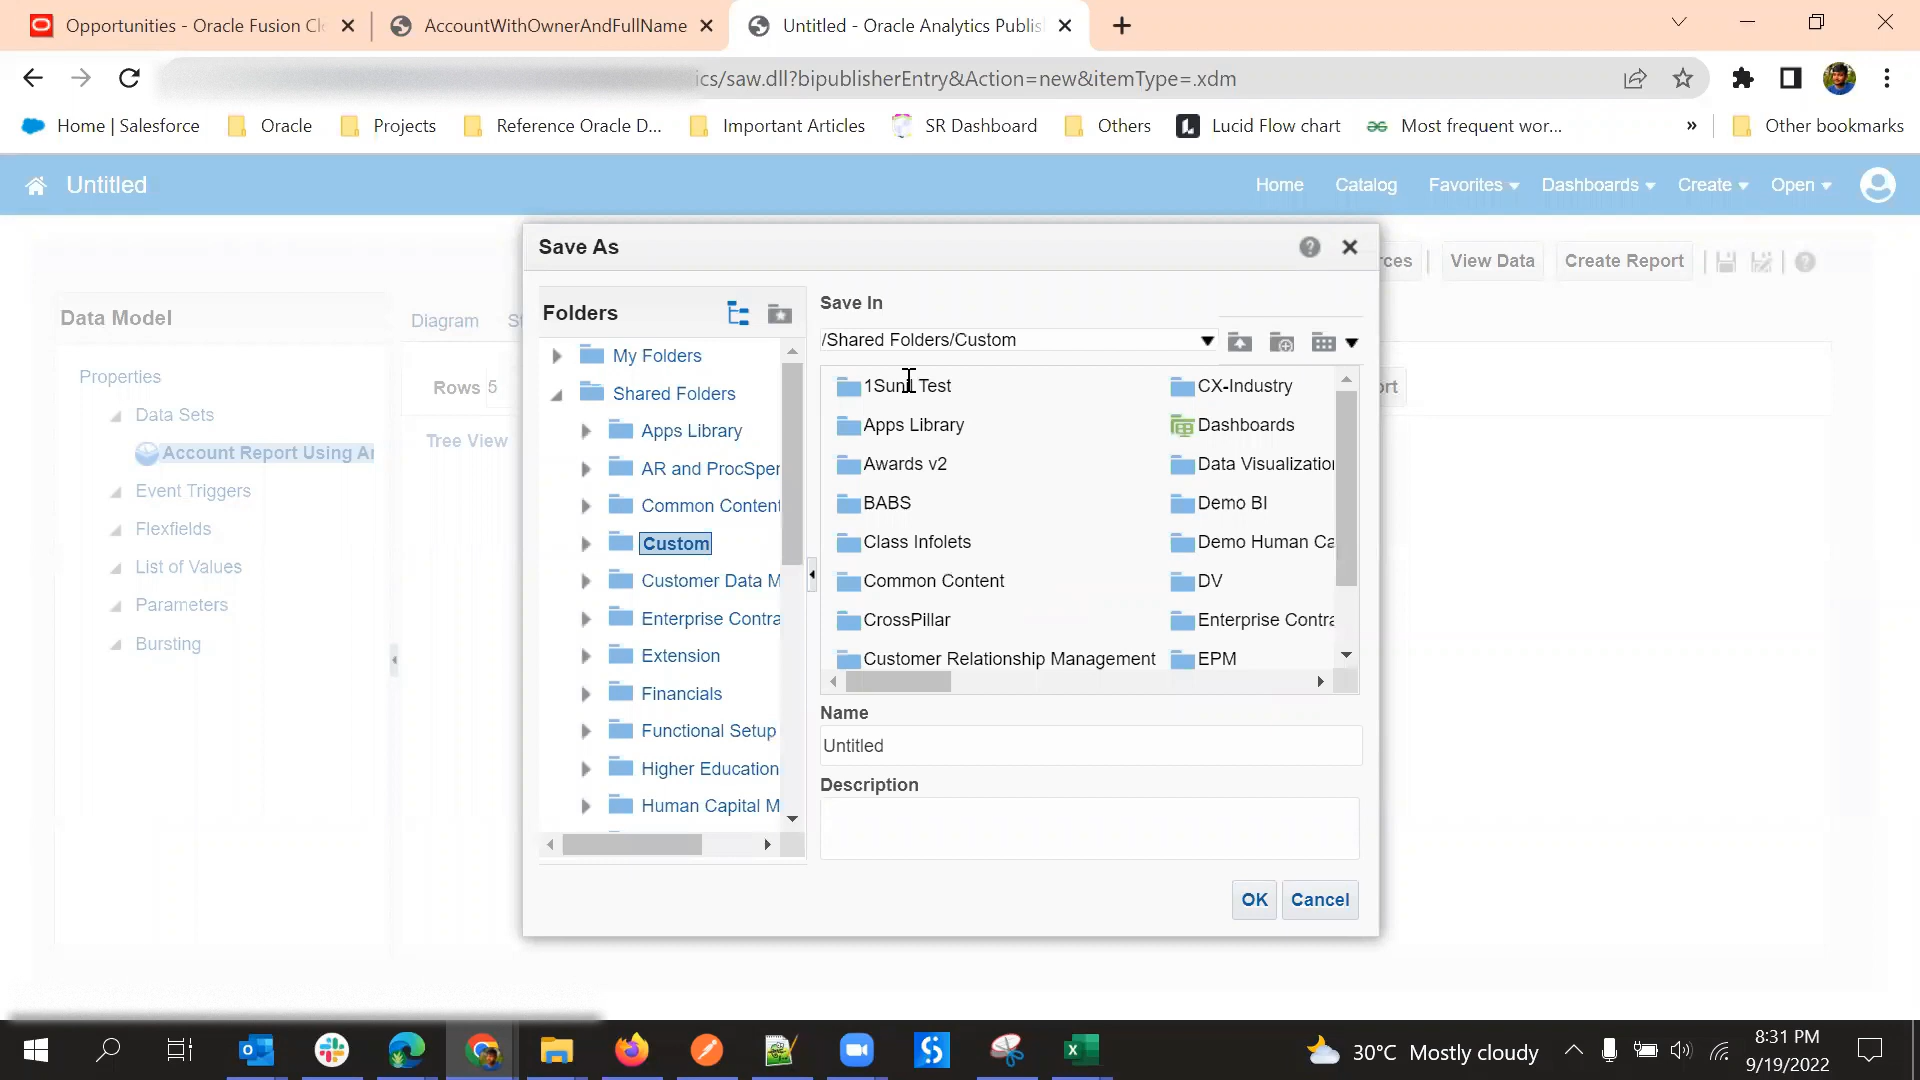 Opportunities - Oracle Fusion Cl
AccountWithOwnerAndFullName
Untitled - Oracle Analytics Publis
ics/saw.dll?bipublisherEntry&Action=new&itemType=.xdm
Home | Salesforce
Oracle
Projects
Reference Oracle D...
Important Articles
SR Dashboard
Others
Lucid Flow chart
Most frequent wor...
»
Other bookmarks
Untitled
Home
Catalog
Favorites
Dashboards
Create
Open
Save As
rces
View Data
Create Report
Data Model
Diagram
St
Properties
Data Sets
Account Report Using Ar
Event Triggers
Flexfields
List of Values
Parameters
Bursting
Rows 5
ort
Tree View
Folders
My Folders
Shared Folders
Apps Library
AR and ProcSper
Common Content
Custom
Customer Data M
Enterprise Contra
Extension
Financials
Functional Setup
Higher Education
Human Capital M
Save In
/Shared Folders/Custom
1Sunil Test
Apps Library
Awards v2
BABS
Class Infolets
Common Content
CrossPillar
Customer Relationship Management
CX-Industry
Dashboards
Data Visualization
Demo BI
Demo Human Ca
DV
Enterprise Contra
EPM
Name
Untitled
Description
OK
Cancel
30°C Mostly cloudy
8:31 PM
9/19/2022